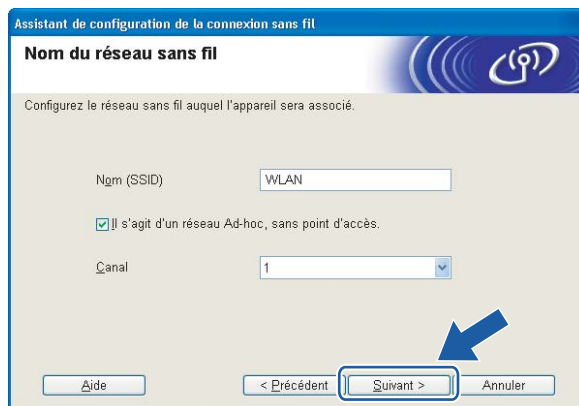 Assistant de configuration de la connexion sans fil
Nom du réseau sans fil
Configurez le réseau sans fil auquel l'appareil sera associé.
Nom (SSID) WLAN
Il s'agit d'un réseau Ad-hoc, sans point d'accès.
Canal 1
Aide < Précédent Suivant > Annuler